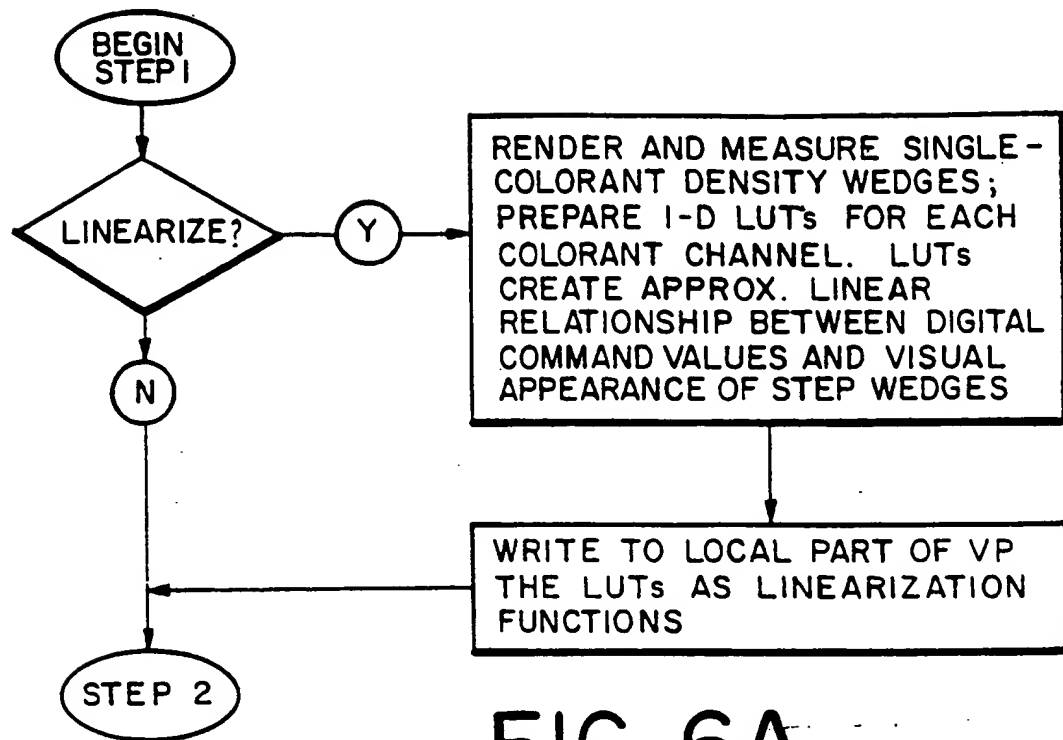 BEGIN
STEP 1
LINEARIZE?
Y
RENDER AND MEASURE SINGLE-
COLORANT DENSITY WEDGES;
PREPARE 1-D LUTs FOR EACH
COLORANT CHANNEL. LUTs
CREATE APPROX. LINEAR
RELATIONSHIP BETWEEN DIGITAL
COMMAND VALUES AND VISUAL
APPEARANCE OF STEP WEDGES
N
WRITE TO LOCAL PART OF VP
THE LUTs AS LINEARIZATION
FUNCTIONS
STEP 2
FIG. 6A